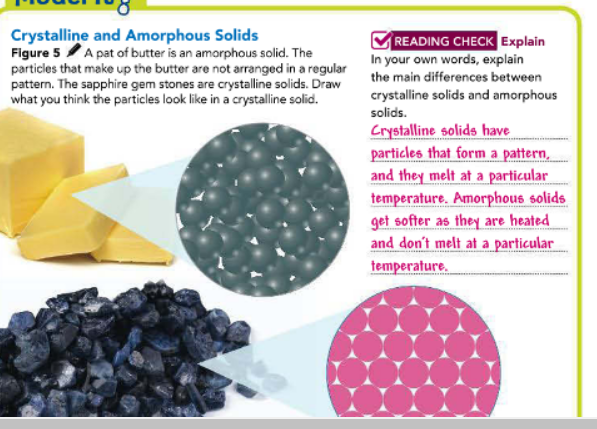 Crystalline and Amorphous Solids
Figure 5 A pat of butter is an amorphous solid. The
particles that make up the butter are not arranged in a regular
pattern. The sapphire gem stones are crystalline solids. Draw
what you think the particles look like in a crystalline solid.
READING CHECK Explain
In your own words, explain
the main differences between
crystalline solids and amorphous
solids.
Crystalline solids have
particles that form a pattern,
and they melt at a particular
temperature. Amorphous solids
get softer as they are heated
and don't melt at a particular
temperature.